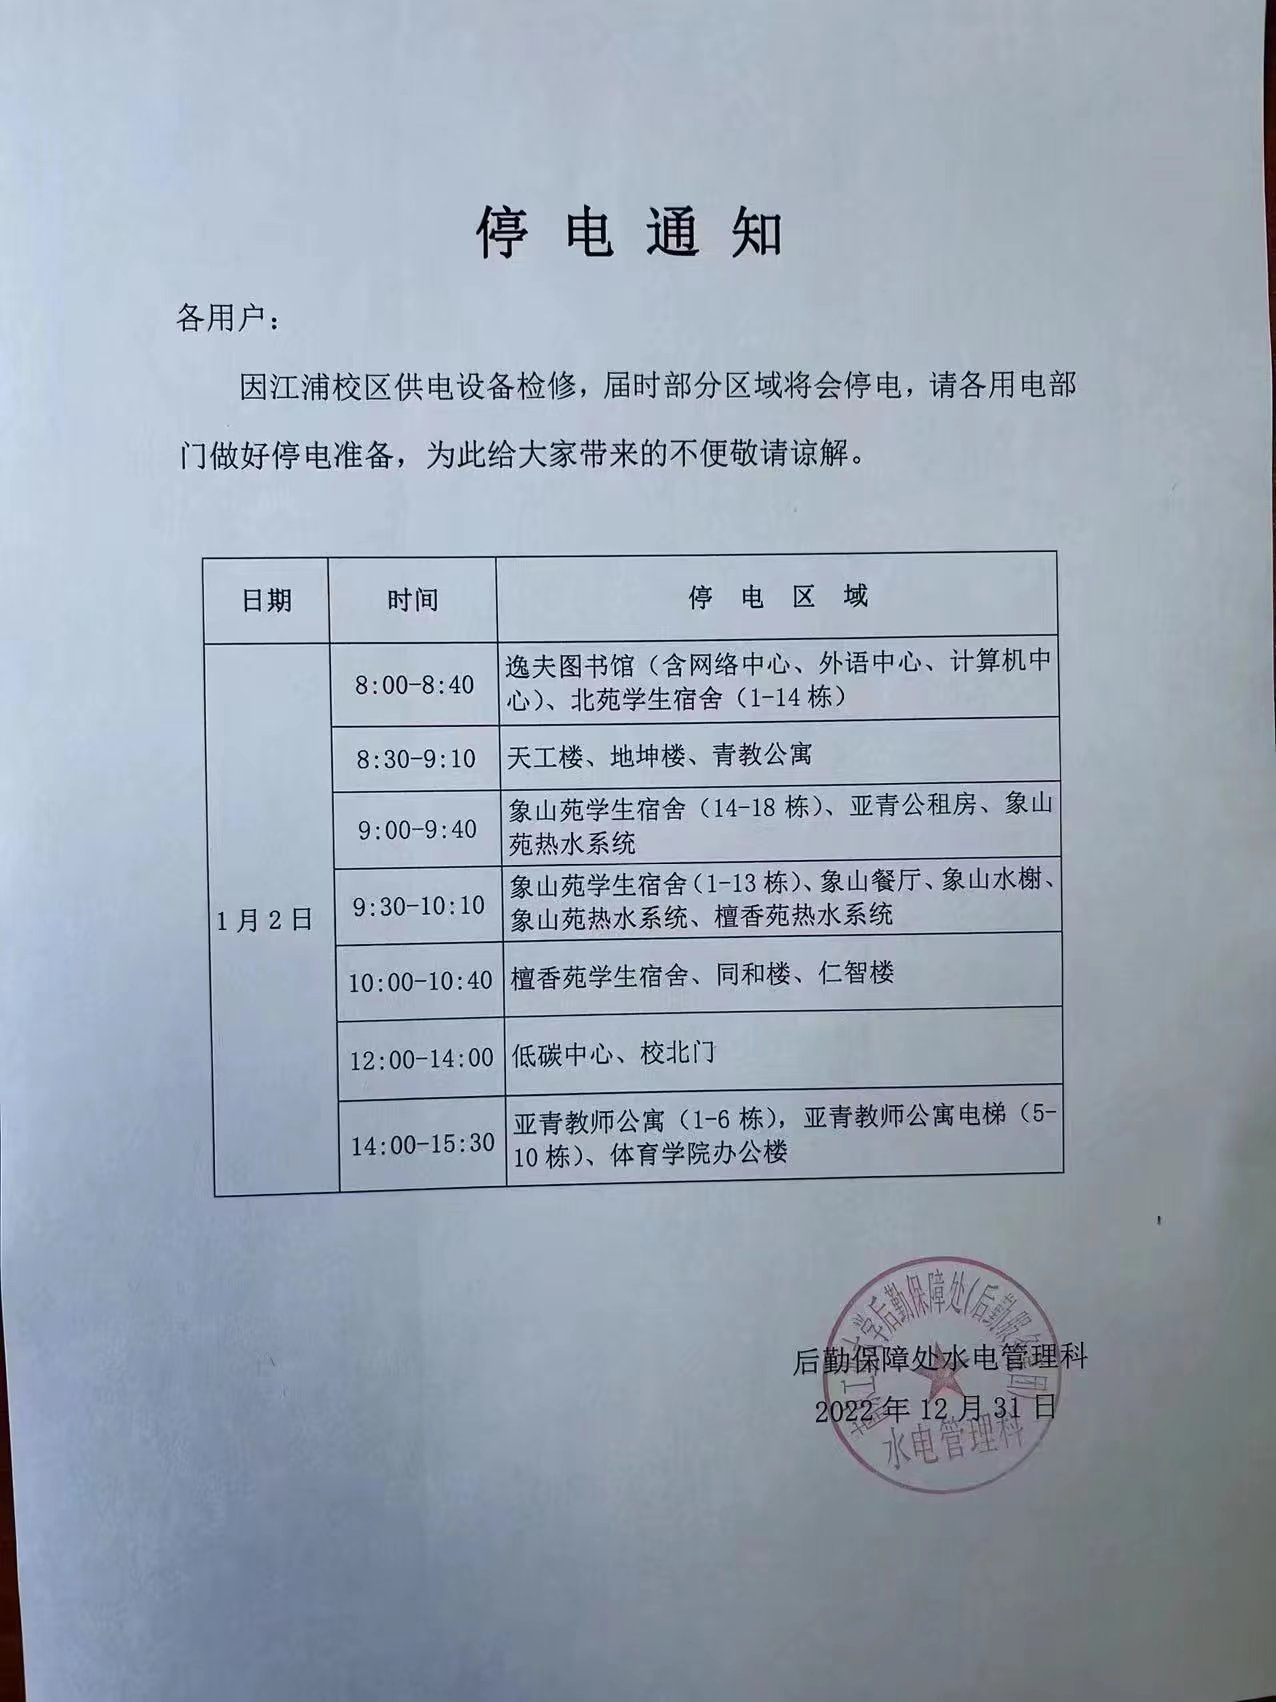 停电通知
各用户：
因江浦校区供电设备检修，届时部分区域将会停电，请各用电部
门做好停电准备，为此给大家带来的不便敬请谅解。
日期 时间 停电区域
1月2日
8:00-8:40
逸夫图书馆（含网络中心、外语中心、计算机中
心）、北苑学生宿舍（1-14栋）
8:30-9:10 天工楼、地坤楼、青教公寓
9:00-9:40
象山苑学生宿舍（14-18栋）、亚青公租房、象山
苑热水系统
9:30-10:10
象山苑学生宿舍（1-13栋）、象山餐厅、象山水榭、
象山苑热水系统、檀香苑热水系统
10:00-10:40 檀香苑学生宿舍、同和楼、仁智楼
12:00-14:00 低碳中心、校北门
14:00-15:30
亚青教师公寓（1-6栋），亚青教师公寓电梯（5-
10栋）、体育学院办公楼
后勤保障处水电管理科
2022年12月31日
学后勤保障处(后勤服务
水电管理科